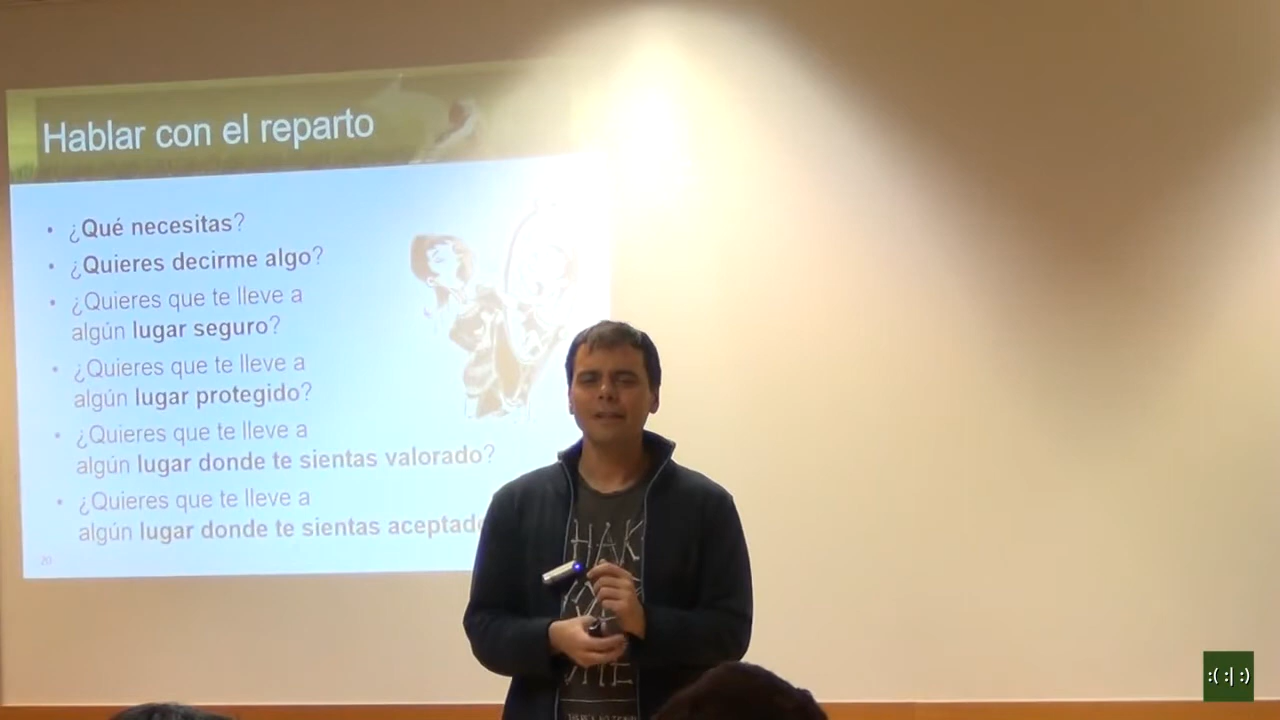 Hablar con el reparto
• ¿Qué necesitas?
• ¿Quieres decirme algo?
• ¿Quieres que te lleve a
algún lugar seguro?
• ¿Quieres que te lleve a
algún lugar protegido?
• ¿Quieres que te lleve a
algún lugar donde te sientas valorado?
• ¿Quieres que te lleve a
algún lugar donde te sientas aceptado
20
HAK
:( :| :)